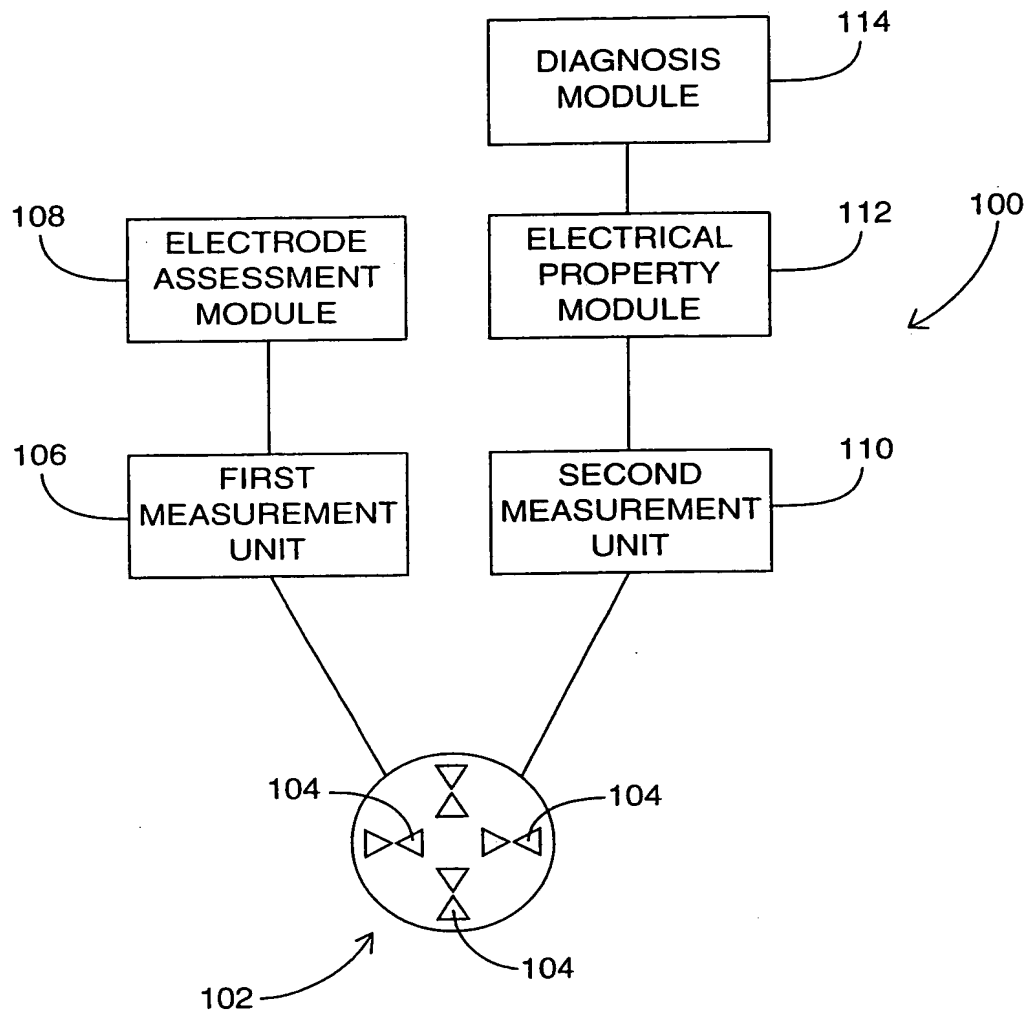 114
DIAGNOSIS
MODULE
108
112
100
ELECTRODE
ASSESSMENT
MODULE
ELECTRICAL
PROPERTY
MODULE
106
110
FIRST
MEASUREMENT
UNIT
SECOND
MEASUREMENT
UNIT
104
104
104
102